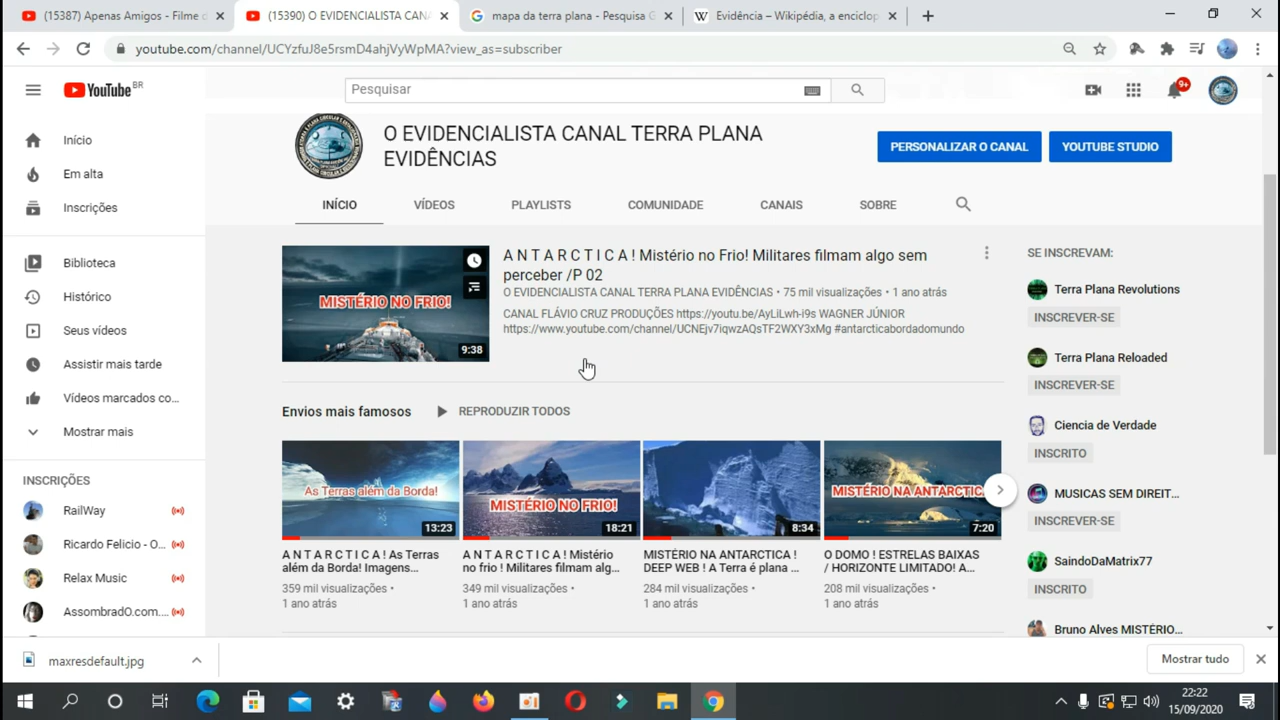 (15387) Apenas Amigos - Filme d
(15390) O EVIDENCIALISTA CANA
mapa da terra plana - Pesquisa G
Evidência – Wikipédia, a enciclop
youtube.com/channel/UCYzfuJ8e5rsmD4ahjVyWpMA?view_as=subscriber
YouTube BR
Pesquisar
9+
O EVIDENCIALISTA CANAL TERRA PLANA
EVIDÊNCIAS
PERSONALIZAR O CANAL
YOUTUBE STUDIO
INÍCIO
VÍDEOS
PLAYLISTS
COMUNIDADE
CANAIS
SOBRE
Início
Em alta
Inscrições
Biblioteca
Histórico
Seus vídeos
Assistir mais tarde
Vídeos marcados co...
Mostrar mais
INSCRIÇÕES
RailWay
Ricardo Felicio - O...
Relax Music
AssombradO.com....
MISTÉRIO NO FRIO!
9:38
A N T A R C T I C A ! Mistério no Frio! Militares filmam algo sem
perceber /P 02
O EVIDENCIALISTA CANAL TERRA PLANA EVIDÊNCIAS • 75 mil visualizações • 1 ano atrás
CANAL FLÁVIO CRUZ PRODUÇÕES https://youtu.be/AyLiLwh-i9s WAGNER JÚNIOR
https://www.youtube.com/channel/UCNEjv7iqwzAQsTF2WXY3xMg #antarcticabordadomundo
Envios mais famosos
REPRODUZIR TODOS
As Terras além da Borda!
13:23
A N T A R C T I C A ! As Terras
além da Borda! Imagens...
359 mil visualizações •
1 ano atrás
MISTÉRIO NO FRIO!
18:21
A N T A R C T I C A ! Mistério
no frio ! Militares filmam alg...
349 mil visualizações •
1 ano atrás
8:34
MISTÉRIO NA ANTARCTICA !
DEEP WEB ! A Terra é plana ...
284 mil visualizações •
1 ano atrás
MISTÉRIO NA ANTARCTIC
7:20
O DOMO ! ESTRELAS BAIXAS
/ HORIZONTE LIMITADO! A...
208 mil visualizações •
1 ano atrás
SE INSCREVAM:
Terra Plana Revolutions
INSCREVER-SE
Terra Plana Reloaded
INSCREVER-SE
Ciencia de Verdade
INSCRITO
MUSICAS SEM DIREIT...
INSCREVER-SE
SaindoDaMatrix77
INSCRITO
Bruno Alves MISTÉRIO...
maxresdefault.jpg
Mostrar tudo
22:22
15/09/2020